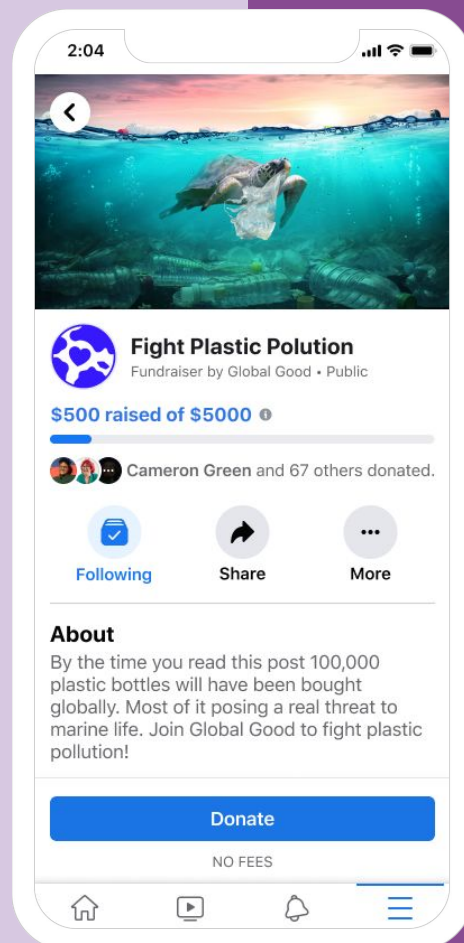 2:04
Fight Plastic Polution
Fundraiser by Global Good • Public
$500 raised of $5000
Cameron Green and 67 others donated.
Following
Share
More
About
By the time you read this post 100,000
plastic bottles will have been bought
globally. Most of it posing a real threat to
marine life. Join Global Good to fight plastic
pollution!
Donate
NO FEES